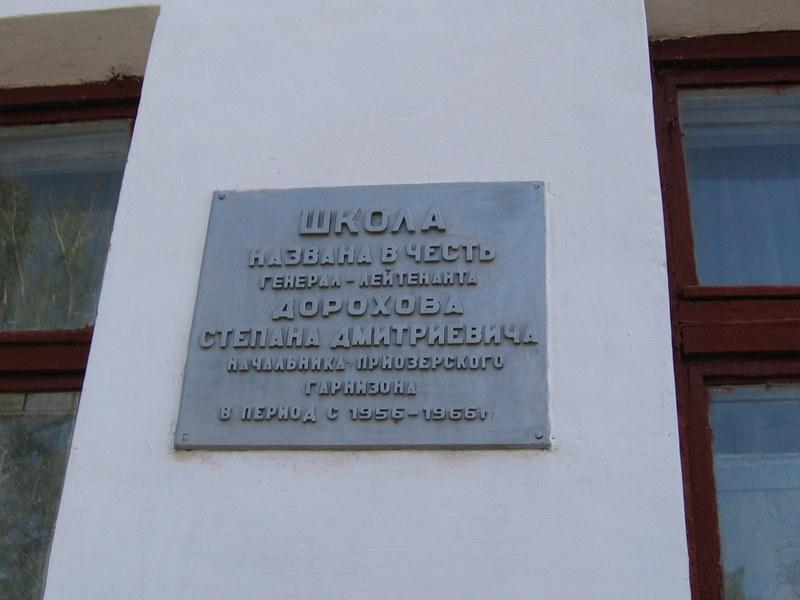 ШКОЛА
НАЗВАНА В ЧЕСТЬ
ГЕНЕРАЛ-ЛЕЙТЕНАНТА
ДОРОХОВА
СТЕПАНА ДМИТРИЕВИЧА
НАЧАЛЬНИКА ПРИОЗЕРСКОГО
ГАРНИЗОНА
В ПЕРИОД С 1956-1966г.